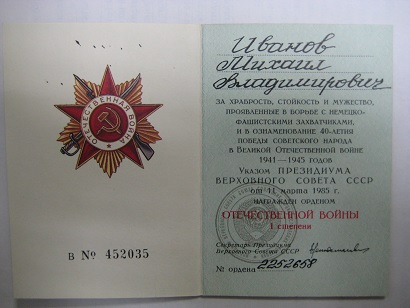 ОТЕЧЕСТВЕННАЯ ВОЙНА
В № 452035
Иванов
Михаил
Владимирович
ЗА ХРАБРОСТЬ, СТОЙКОСТЬ И МУЖЕСТВО,
ПРОЯВЛЕННЫЕ В БОРЬБЕ С НЕМЕЦКО-
ФАШИСТСКИМИ ЗАХВАТЧИКАМИ,
И В ОЗНАМЕНОВАНИЕ 40-ЛЕТИЯ
ПОБЕДЫ СОВЕТСКОГО НАРОДА
В ВЕЛИКОЙ ОТЕЧЕСТВЕННОЙ ВОЙНЕ
1941—1945 ГОДОВ
УКАЗОМ ПРЕЗИДИУМА
ВЕРХОВНОГО СОВЕТА СССР
от 11 марта 1985 г.
НАГРАЖДЕН ОРДЕНОМ
ОТЕЧЕСТВЕННОЙ ВОЙНЫ
I степени
Секретарь Президиума
Верховного Совета СССР
№ ордена 2252658